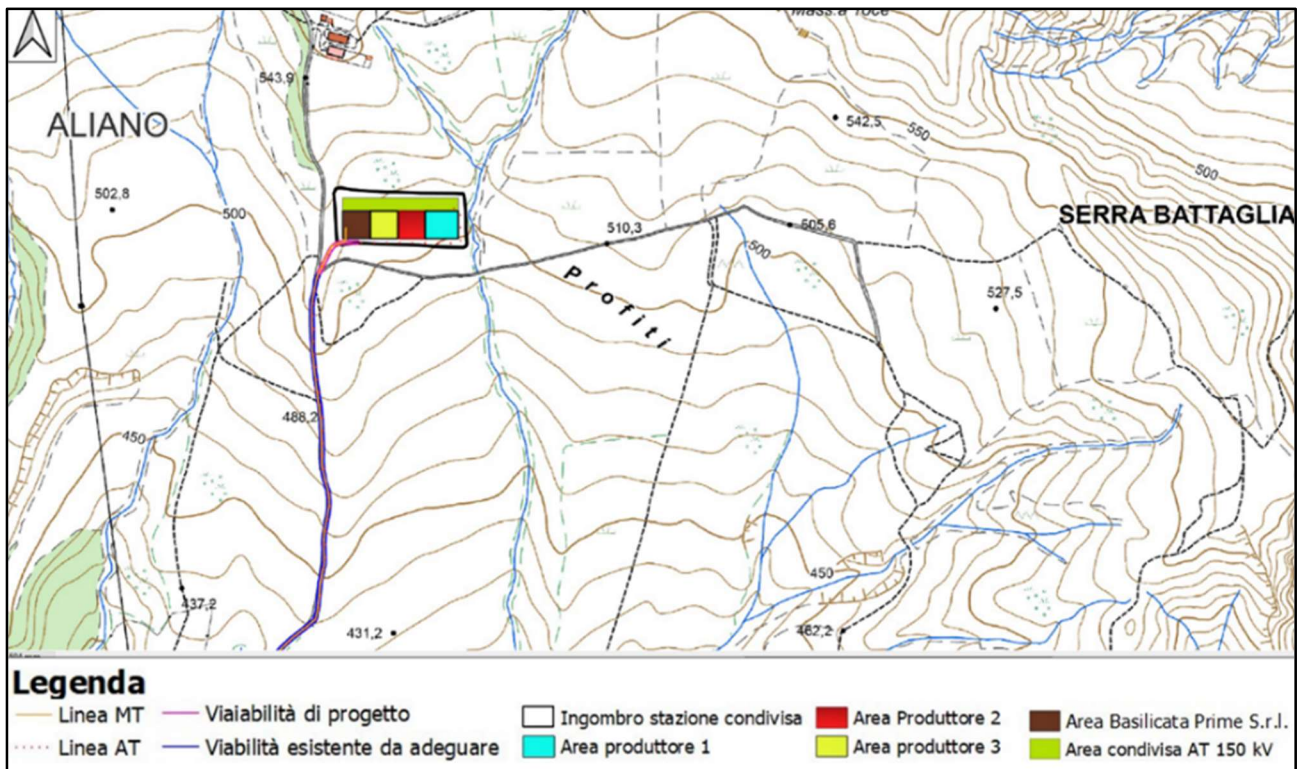 Mass.a Toce
543,9
ALIANO
542,5
550
500
502,8
500
SERRA BATTAGLIA
510,3
505,6
500
Profiti
527,5
488,2
450
450
437,2
431,2
462,2
Legenda
Linea MT
Viaiabilità di progetto
Ingombro stazione condivisa
Area Produttore 2
Area Basilicata Prime S.r.l.
Linea AT
Viabilità esistente da adeguare
Area produttore 1
Area produttore 3
Area condivisa AT 150 kV